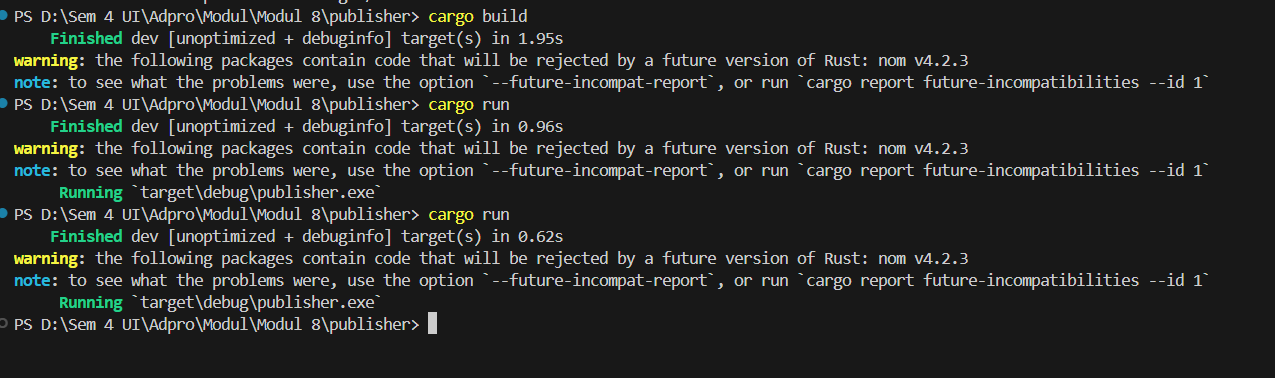 PS D:\Sem 4 UI\Adpro\Modul\Modul 8\publisher> cargo build
    Finished dev [unoptimized + debuginfo] target(s) in 1.95s
warning: the following packages contain code that will be rejected by a future version of Rust: nom v4.2.3
note: to see what the problems were, use the option `--future-incompat-report`, or run `cargo report future-incompatibilities --id 1`
PS D:\Sem 4 UI\Adpro\Modul\Modul 8\publisher> cargo run
    Finished dev [unoptimized + debuginfo] target(s) in 0.96s
warning: the following packages contain code that will be rejected by a future version of Rust: nom v4.2.3
note: to see what the problems were, use the option `--future-incompat-report`, or run `cargo report future-incompatibilities --id 1`
     Running `target\debug\publisher.exe`
PS D:\Sem 4 UI\Adpro\Modul\Modul 8\publisher> cargo run
    Finished dev [unoptimized + debuginfo] target(s) in 0.62s
warning: the following packages contain code that will be rejected by a future version of Rust: nom v4.2.3
note: to see what the problems were, use the option `--future-incompat-report`, or run `cargo report future-incompatibilities --id 1`
     Running `target\debug\publisher.exe`
PS D:\Sem 4 UI\Adpro\Modul\Modul 8\publisher>